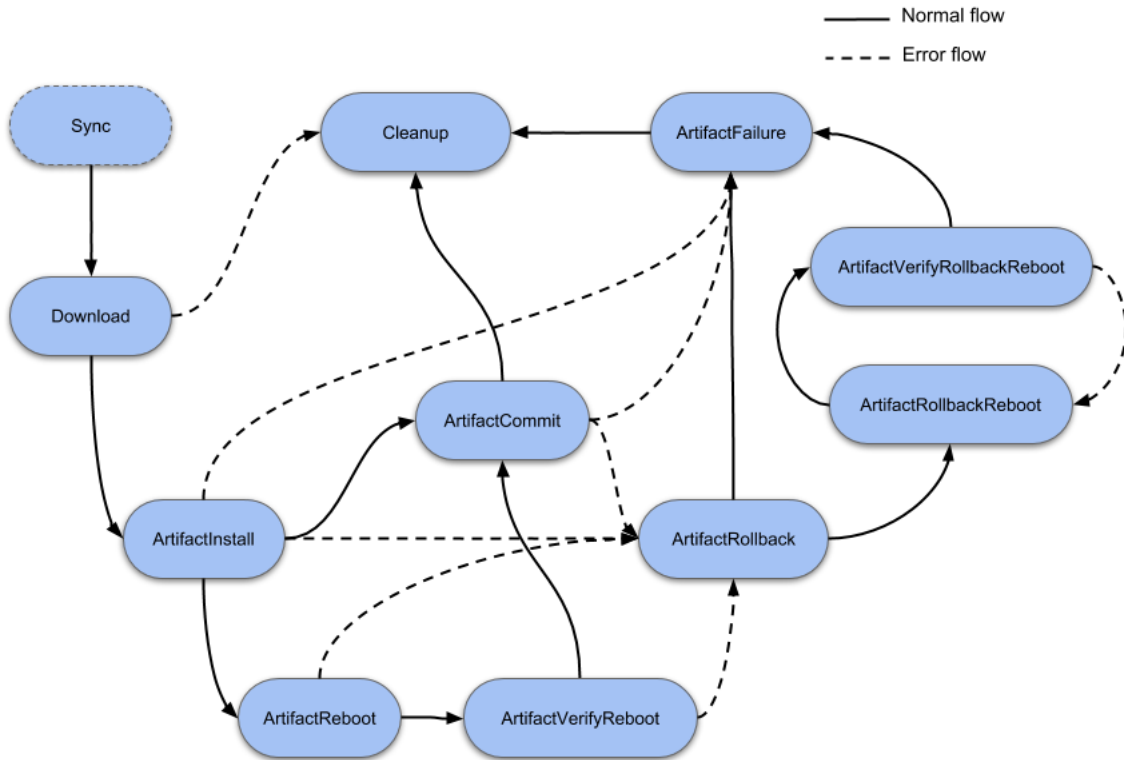 Normal flow
Error flow
Sync
Cleanup
ArtifactFailure
Download
ArtifactVerifyRollbackReboot
ArtifactRollbackReboot
ArtifactCommit
ArtifactInstall
ArtifactRollback
ArtifactReboot
ArtifactVerifyReboot